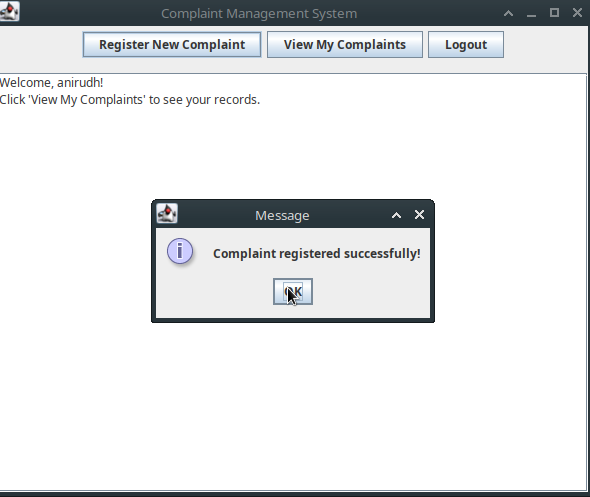 Complaint Management System
Register New Complaint View My Complaints Logout
Welcome, anirudh!
Click 'View My Complaints' to see your records.
Message
Complaint registered successfully!
OK